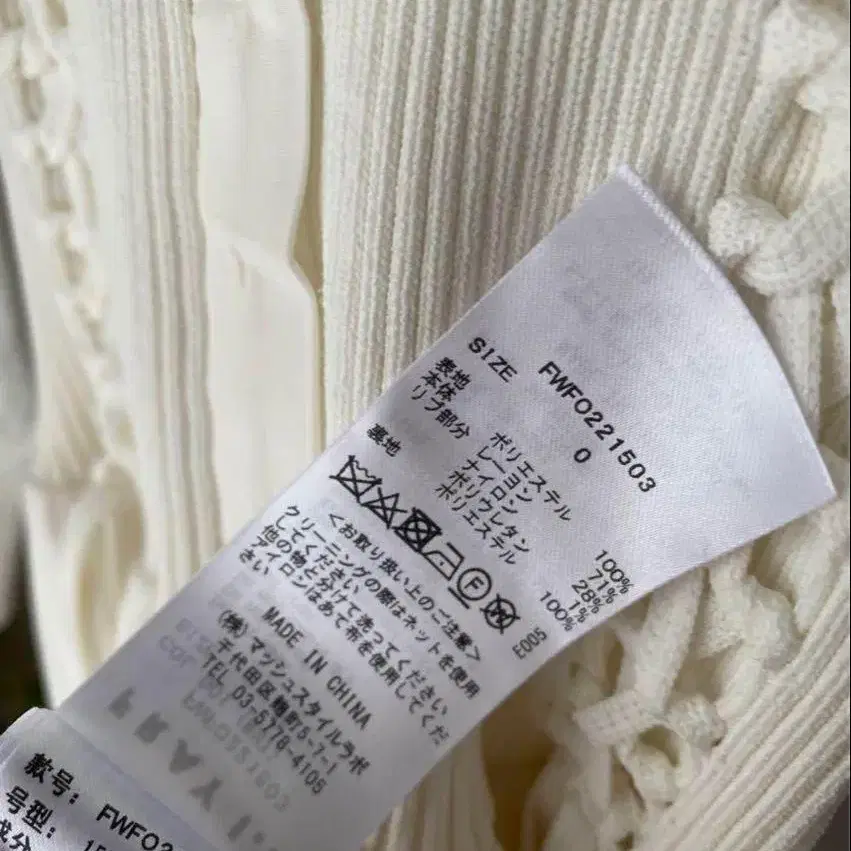 FWFO221503
SIZE 0
表地
本体 ポリエステル 100%
リブ部分 レーヨン 71%
ナイロン 28%
ポリウレタン 1%
裏地 ポリエステル 100%
E005
<お取り扱い上のご注意>
クリーニングの際はネットを使用
してください。
他の物と分けて洗ってください。
アイロンはあて布を使用してくだ
さい
MADE IN CHINA
(株)マッシュスタイルラボ
千代田区麹町5-7-1
TEL 03-5778-4105
款号: FWFO2
号型: 15
成分